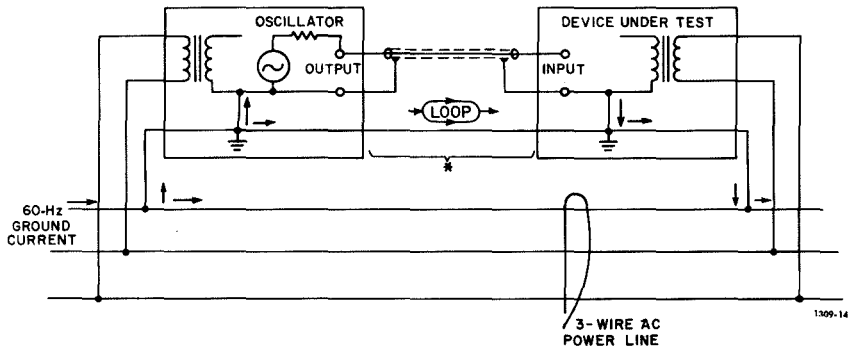 OSCILLATOR
OUTPUT
DEVICE UNDER TEST
INPUT
LOOP
*
60-Hz
GROUND
CURRENT
3-WIRE AC
POWER LINE
1309-14